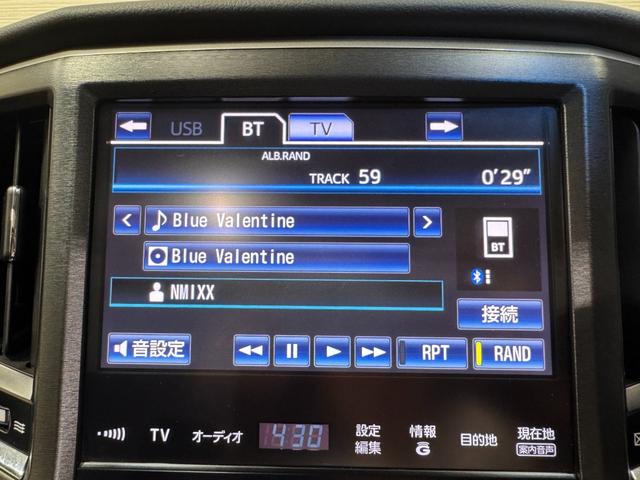 USB BT TV
ALB.RAND
TRACK 59 0'29"
Blue Valentine
Blue Valentine
BT
NMIXX
接続
音設定 RPT RAND
TV オーディオ 4:30 設定編集 情報G 目的地 現在地
案内音声